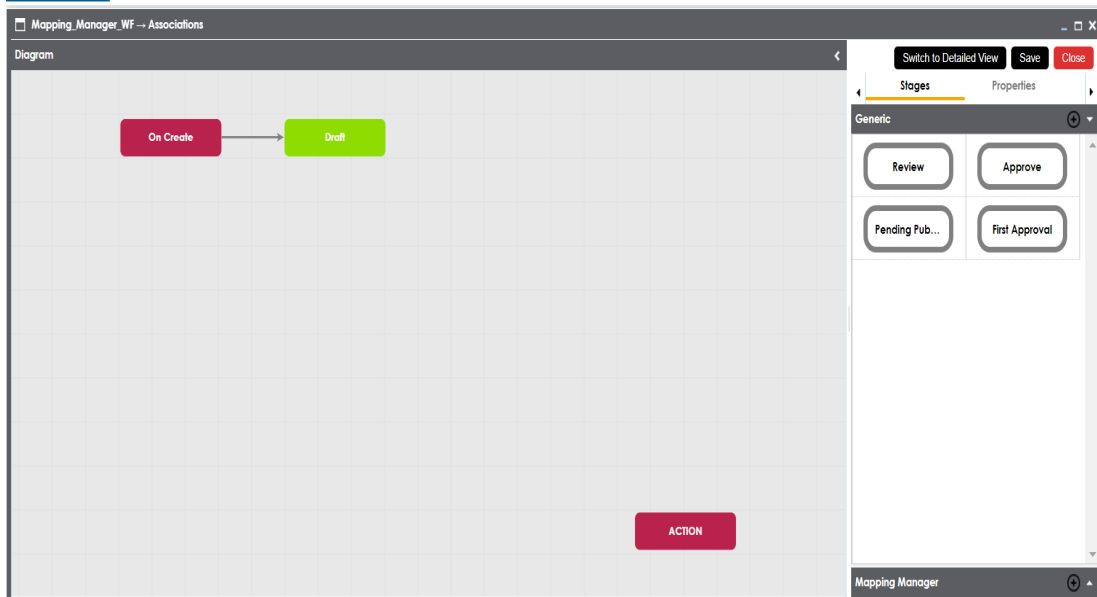 Mapping_Manager_WF → Associations
Diagram
Switch to Detailed View
Save
Close
Stages
Properties
Generic
On Create
Draft
Review
Approve
Pending Pub...
First Approval
ACTION
Mapping Manager